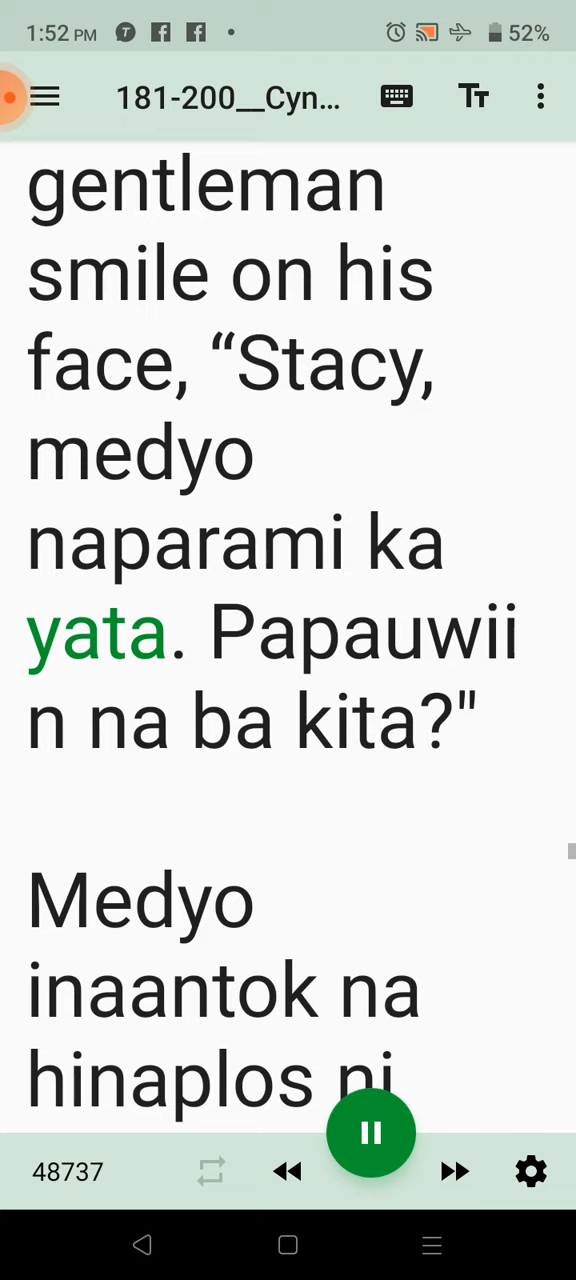 1:52 PM
52%
181-200__Cyn...
Tт
gentleman
smile on his
face, “Stacy,
medyo
naparami ka
yata. Papauwii
n na ba kita?"
Medyo
inaantok na
hinaplos ni
48737